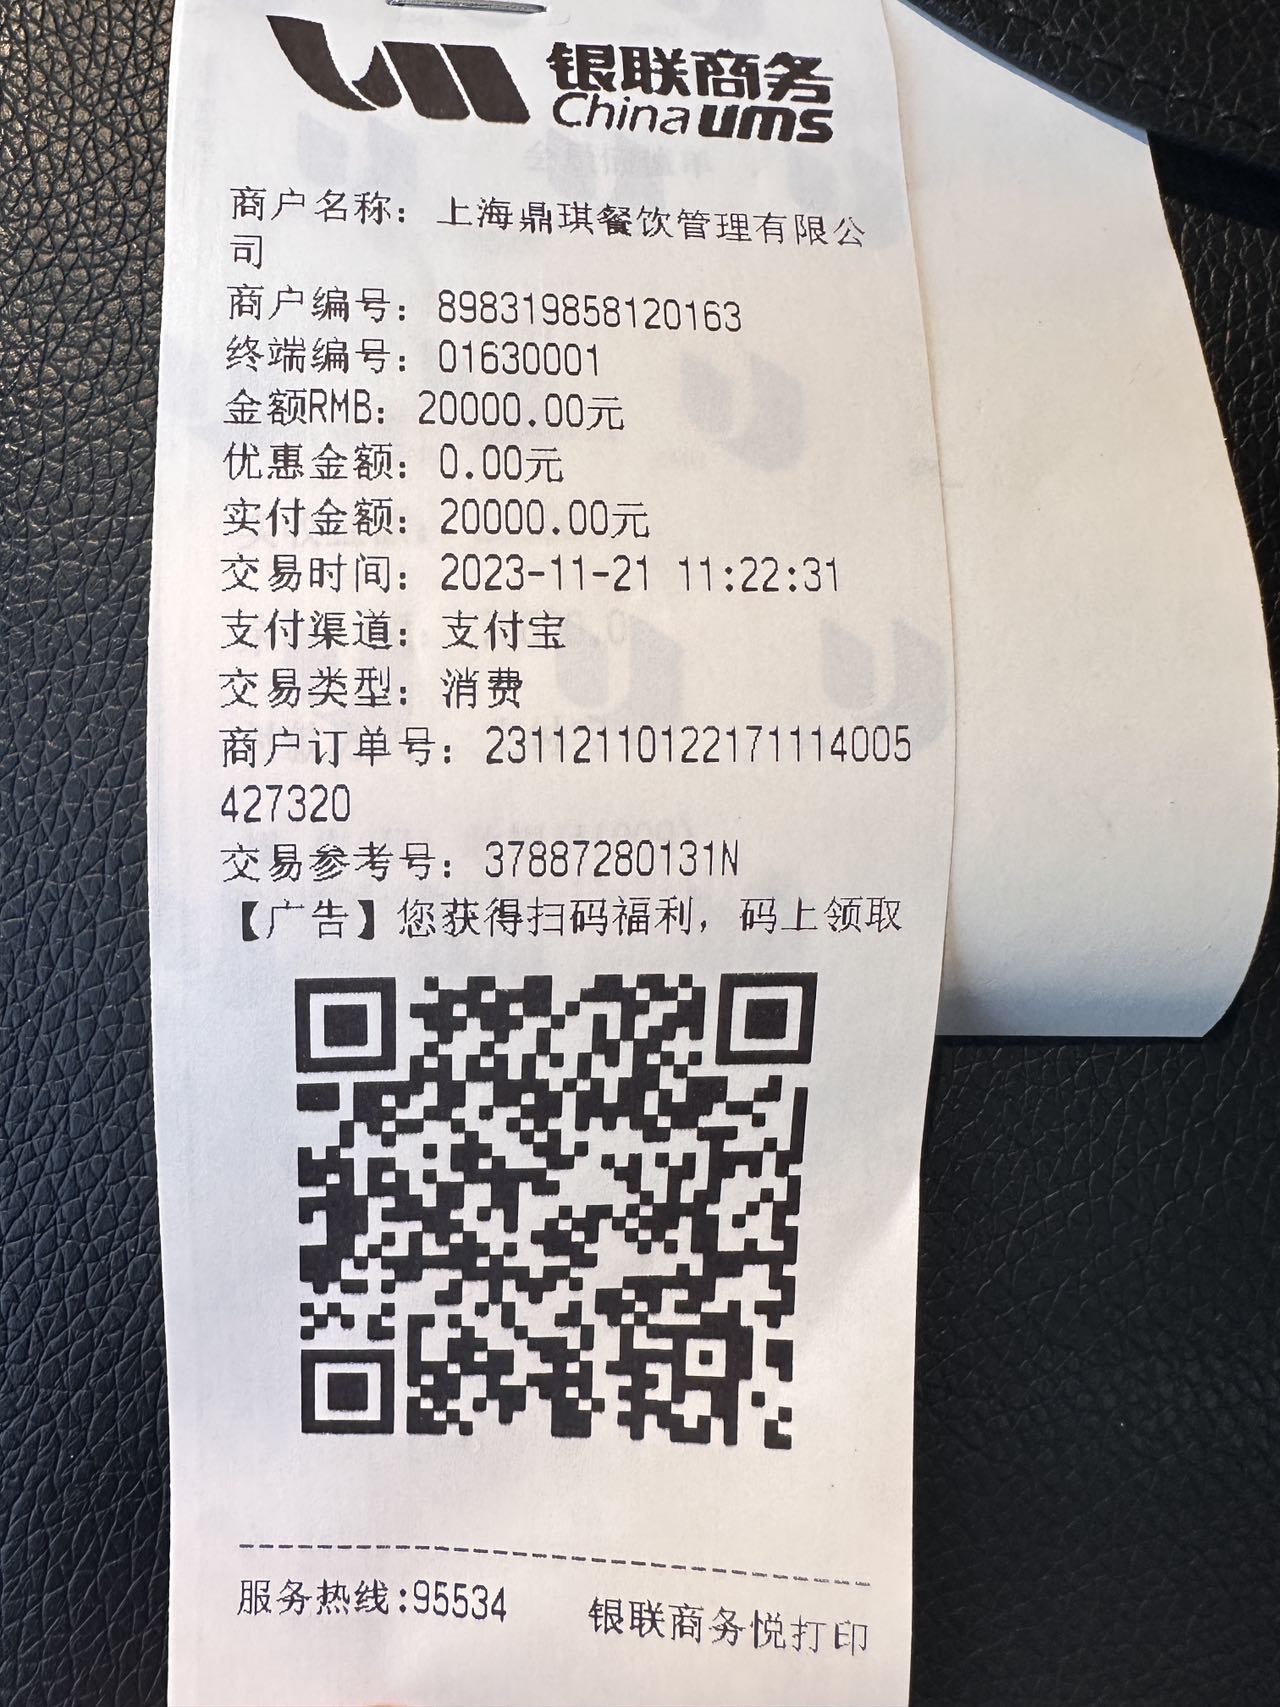 银联商务
Chinaums
商户名称：上海鼎琪餐饮管理有限公
司
商户编号：898319858120163
终端编号：01630001
金额RMB：20000.00元
优惠金额：0.00元
实付金额：20000.00元
交易时间：2023-11-21 11:22:31
支付渠道：支付宝
交易类型：消费
商户订单号：23112110122171114005
427320
交易参考号：37887280131N
【广告】您获得扫码福利，码上领取
服务热线:95534 银联商务悦打印